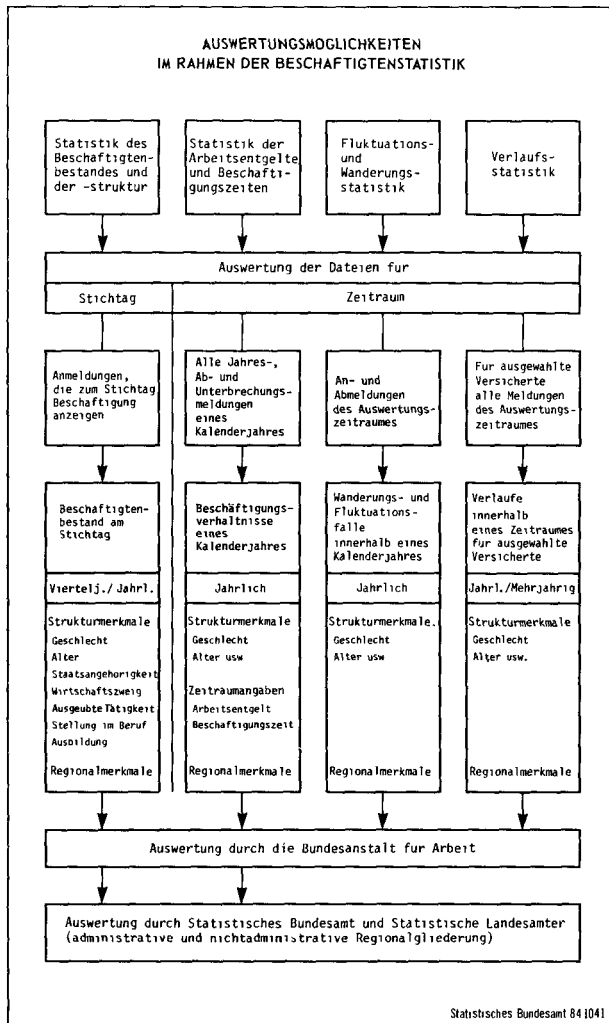 AUSWERTUNGSMOGLICHKEITEN
IM RAHMEN DER BESCHAFTIGTENSTATISTIK
Statistik des
Beschaftigten-
bestandes und
der -struktur
Statistik der
Arbeitsentgelte
und Beschafti-
gungszeiten
Fluktuations-
und
Wanderungs-
statistik
Verlaufs-
statistik
Auswertung der Dateien fur
Stichtag
Zeitraum
Anmeldungen,
die zum Stichtag
Beschaftigung
anzeigen
Alle Jahres-,
Ab- und
Unterbrechungs-
meldungen
eines
Kalenderjahres
An- und
Abmeldungen
des Auswertungs-
zeitraumes
Fur ausgewahlte
Versicherte
alle Meldungen
des Auswertungs-
zeitraumes
Beschaftigten-
bestand am
Stichtag
Beschäftigungs-
verhaltnisse
eines
Kalenderjahres
Wanderungs- und
Fluktuations-
falle
innerhalb eines
Kalenderjahres
Verlaufe
innerhalb
eines Zeitraumes
fur ausgewahlte
Versicherte
Viertelj./ Jahrl.
Jahrlich
Jahrlich
Jahrl./Mehrjahrig
Strukturmerkmale
Geschlecht
Alter
Staatsangehorigkeit
Wirtschaftszweig
Ausgeubte Tätigkeit
Stellung im Beruf
Ausbildung
Regionalmerkmale
Strukturmerkmale
Geschlecht
Alter usw
Zeitraumangaben
Arbeitsentgelt
Beschaftigungszeit
Regionalmerkmale
Strukturmerkmale.
Geschlecht
Alter usw
Regionalmerkmale
Strukturmerkmale
Geschlecht
Alter usw.
Regionalmerkmale
Auswertung durch die Bundesanstalt fur Arbeit
Auswertung durch Statistisches Bundesamt und Statistische Landesamter
(administrative und nichtadministrative Regionalgliederung)
Statistisches Bundesamt 84 1041